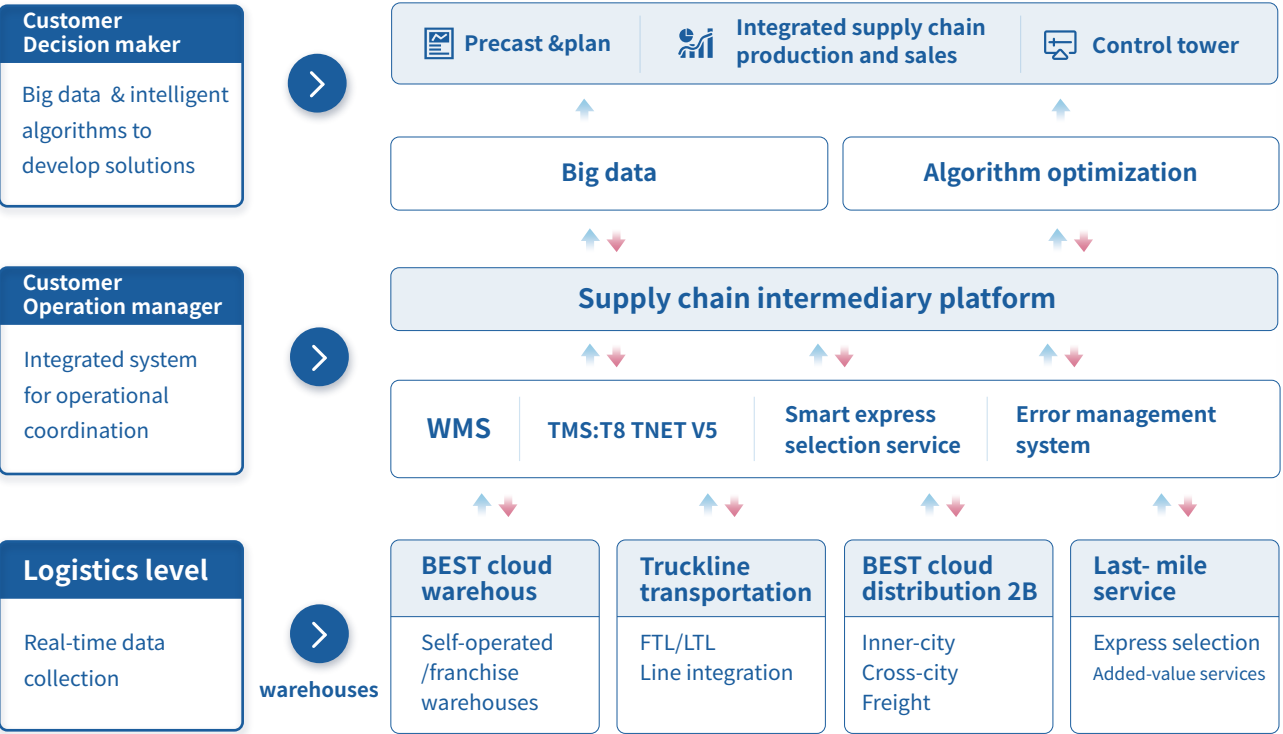 Customer
Decision maker
Big data & intelligent
algorithms to
develop solutions
Precast &plan
Integrated supply chain
production and sales
Control tower
Big data
Algorithm optimization
Customer
Operation manager
Integrated system
for operational
coordination
Supply chain intermediary platform
WMS
TMS:T8 TNET V5
Smart express
selection service
Error management
system
Logistics level
Real-time data
collection
warehouses
BEST cloud
warehous
Self-operated
/franchise
warehouses
Truckline
transportation
FTL/LTL
Line integration
BEST cloud
distribution 2B
Inner-city
Cross-city
Freight
Last- mile
service
Express selection
Added-value services